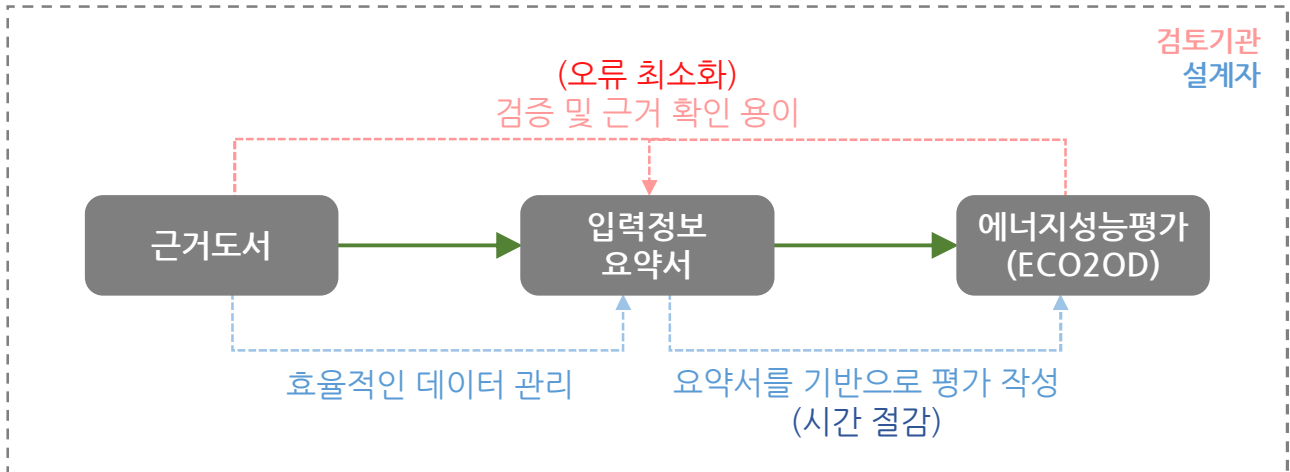 검토기관
설계자
(오류 최소화)
검증 및 근거 확인 용이
근거도서
입력정보
요약서
에너지성능평가
(ECO2OD)
효율적인 데이터 관리
요약서를 기반으로 평가 작성
(시간 절감)